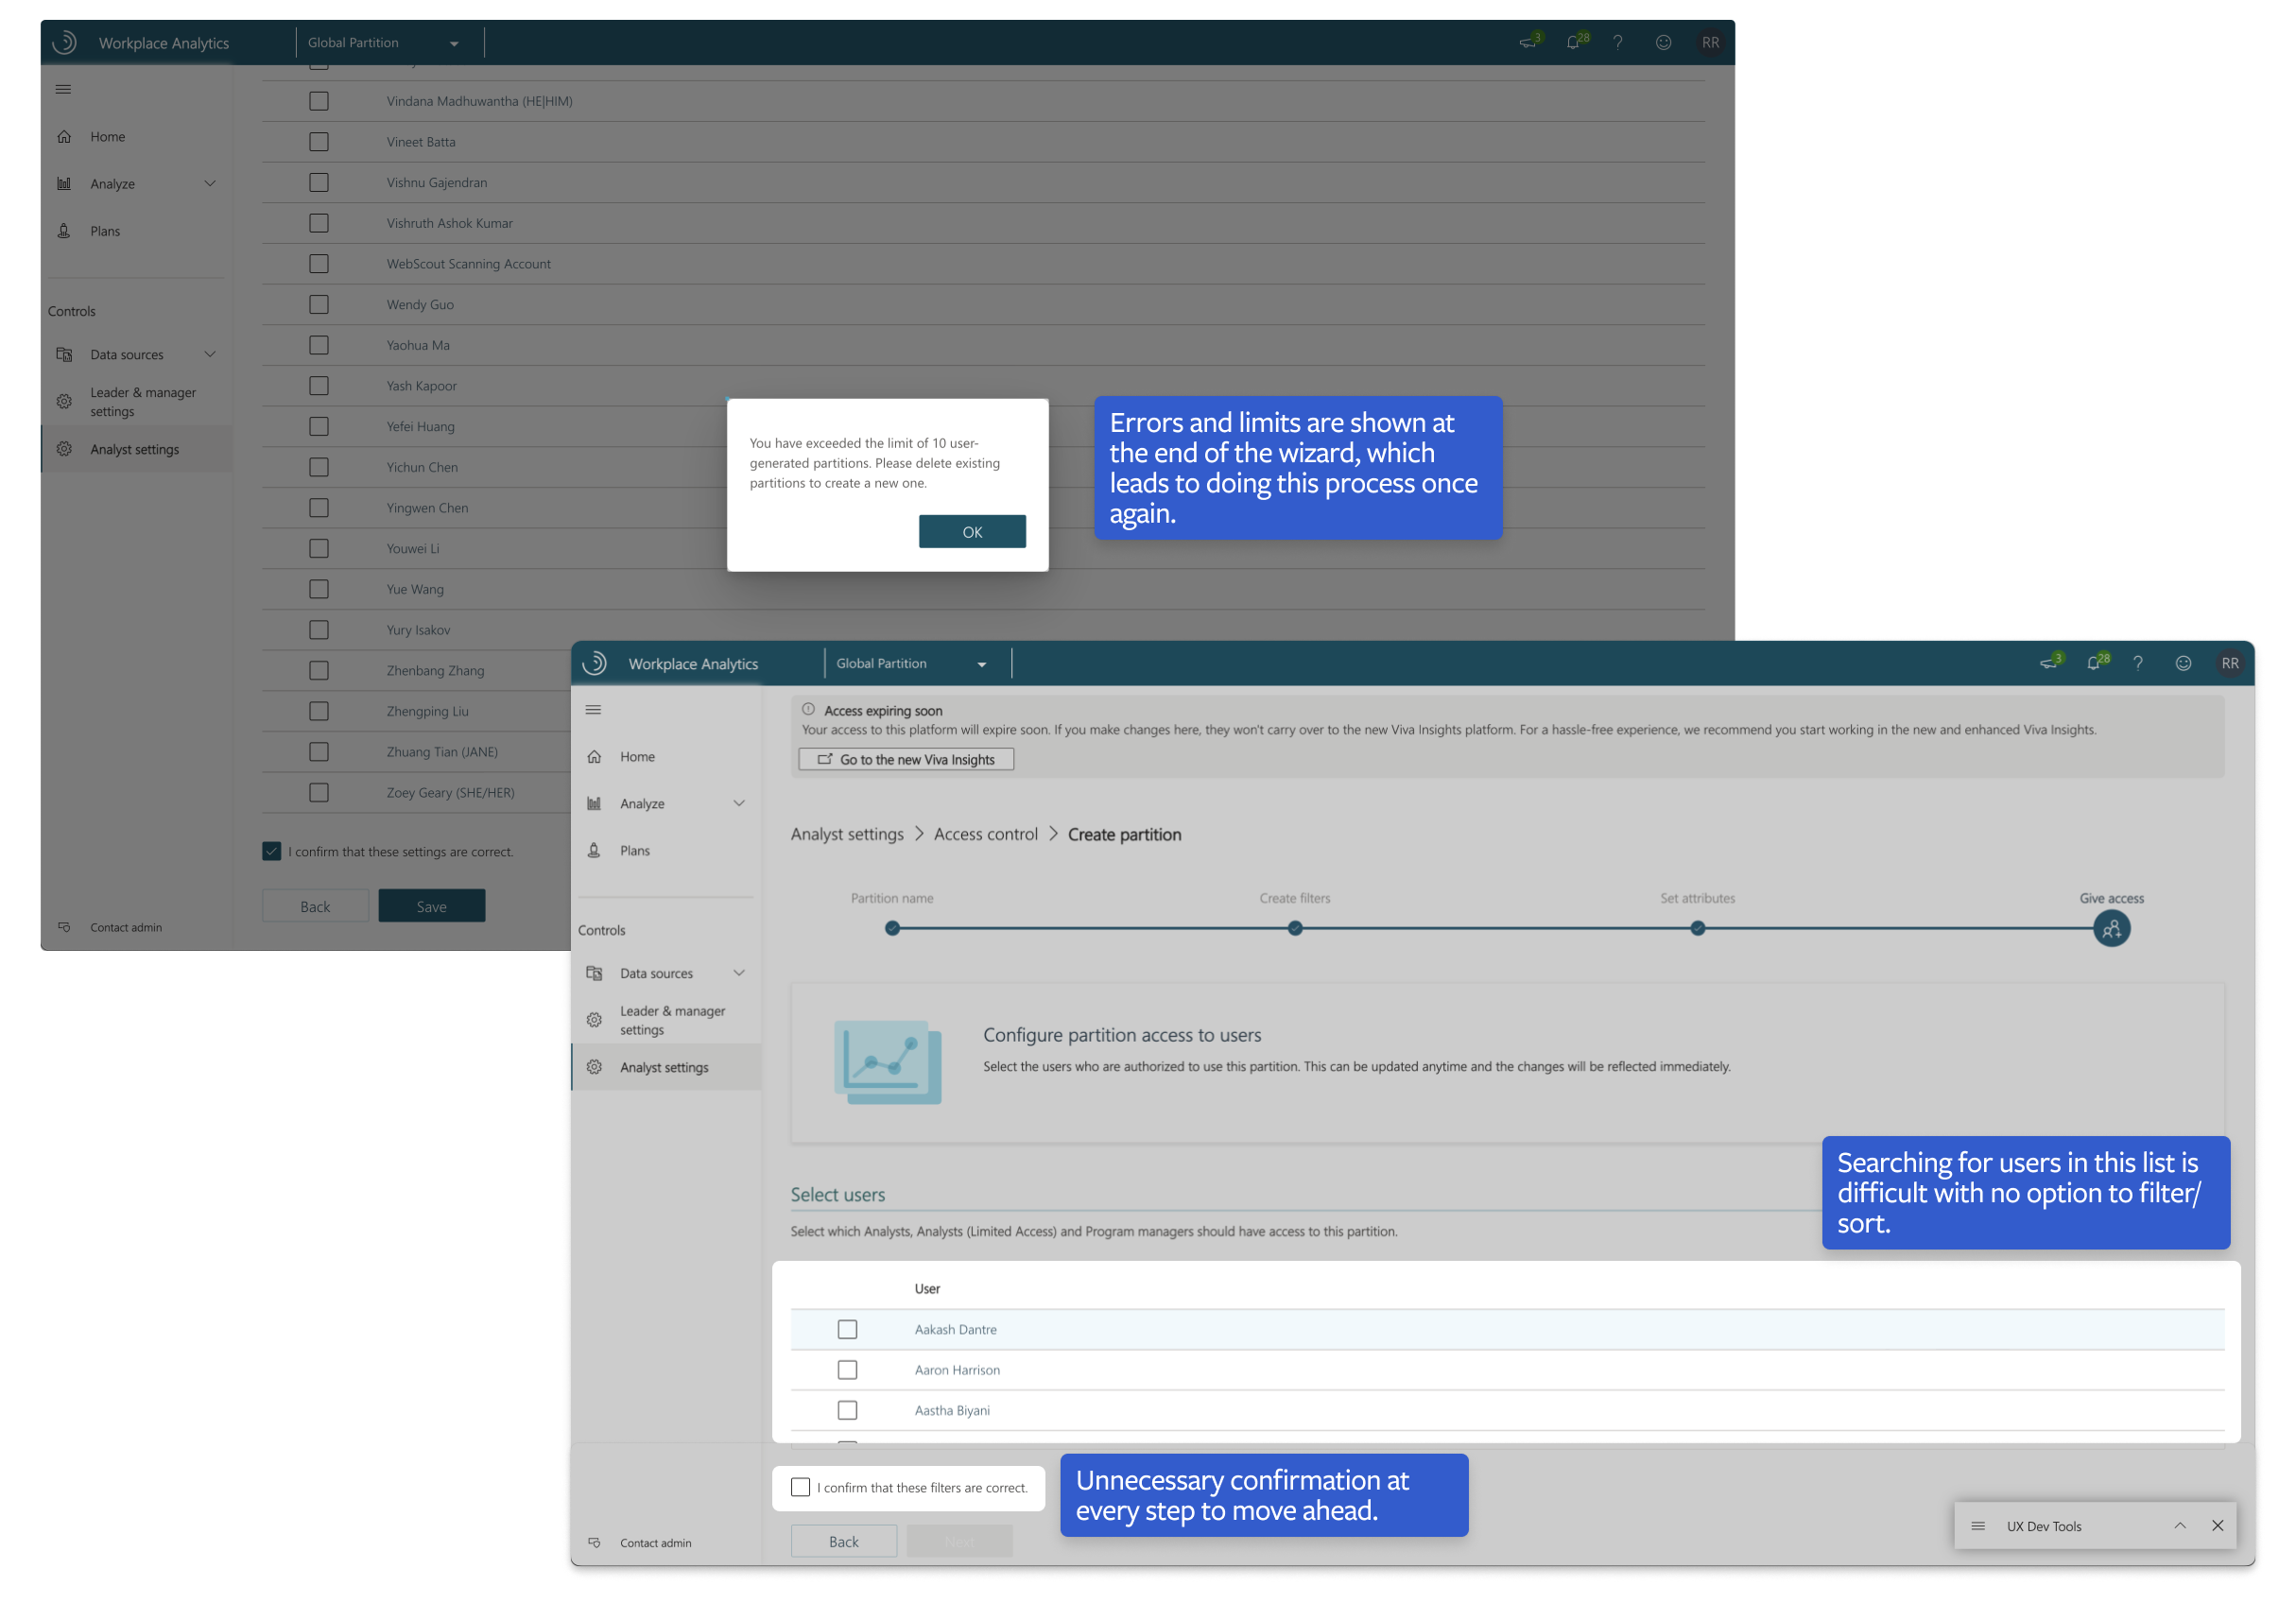 Workplace Analytics
Global Partition
3
28
RR
Home
Analyze
Plans
Controls
Data sources
Leader & manager
settings
Analyst settings
Contact admin
Vindana Madhuwantha (HE|HIM)
Vineet Batta
Vishnu Gajendran
Vishruth Ashok Kumar
WebScout Scanning Account
Wendy Guo
Yaohua Ma
Yash Kapoor
Yefei Huang
Yichun Chen
Yingwen Chen
Youwei Li
Yue Wang
Yury Isakov
Zhenbang Zhang
Zhengping Liu
Zhuang Tian (JANE)
Zoey Geary (SHE/HER)
I confirm that these settings are correct.
Back
Save
You have exceeded the limit of 10 user-
generated partitions. Please delete existing
partitions to create a new one.
OK
Errors and limits are shown at
the end of the wizard, which
leads to doing this process once
again.
Workplace Analytics
Global Partition
3
28
?
RR
Home
Analyze
Plans
Controls
Data sources
Leader & manager
settings
Analyst settings
Contact admin
Access expiring soon
Your access to this platform will expire soon. If you make changes here, they won't carry over to the new Viva Insights platform. For a hassle-free experience, we recommend you start working in the new and enhanced Viva Insights.
Go to the new Viva Insights
Analyst settings > Access control > Create partition
Partition name
Create filters
Set attributes
Give access
Configure partition access to users
Select the users who are authorized to use this partition. This can be updated anytime and the changes will be reflected immediately.
Searching for users in this list is
difficult with no option to filter/
sort.
Select users
Select which Analysts, Analysts (Limited Access) and Program managers should have access to this partition.
User
Aakash Dantre
Aaron Harrison
Aastha Biyani
I confirm that these filters are correct.
Unnecessary confirmation at
every step to move ahead.
Back
Next
UX Dev Tools